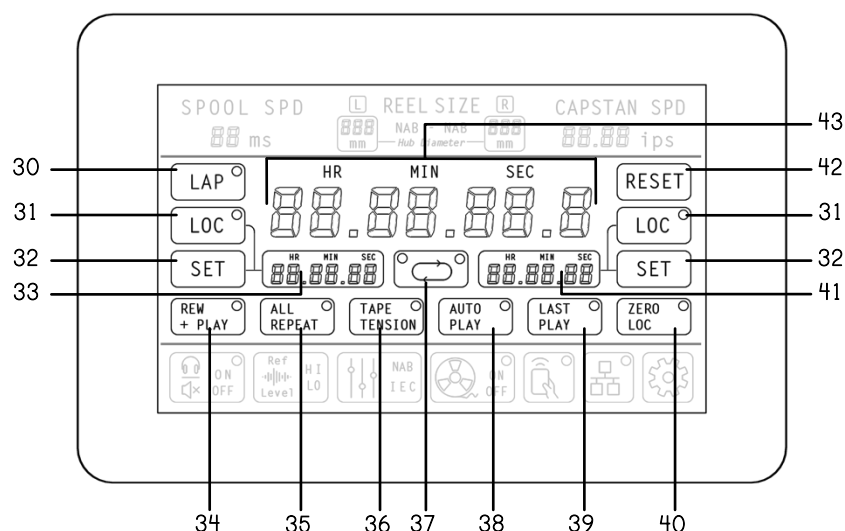 SPOOL SPD L REEL SIZE R CAPSTAN SPD
88 ms 888 mm NAB NAB 888 mm 88.88 ips
Hub Diameter
43
30 LAP HR MIN SEC RESET 42
88.88.88.8
31 LOC LOC 31
32 SET HR MIN SEC HR MIN SEC SET 32
33 88.88.88 88.88.88 41
REW + PLAY ALL REPEAT TAPE TENSION AUTO PLAY LAST PLAY ZERO LOC
ON OFF Ref Level HI LO NAB IEC ON OFF
34 35 36 37 38 39 40